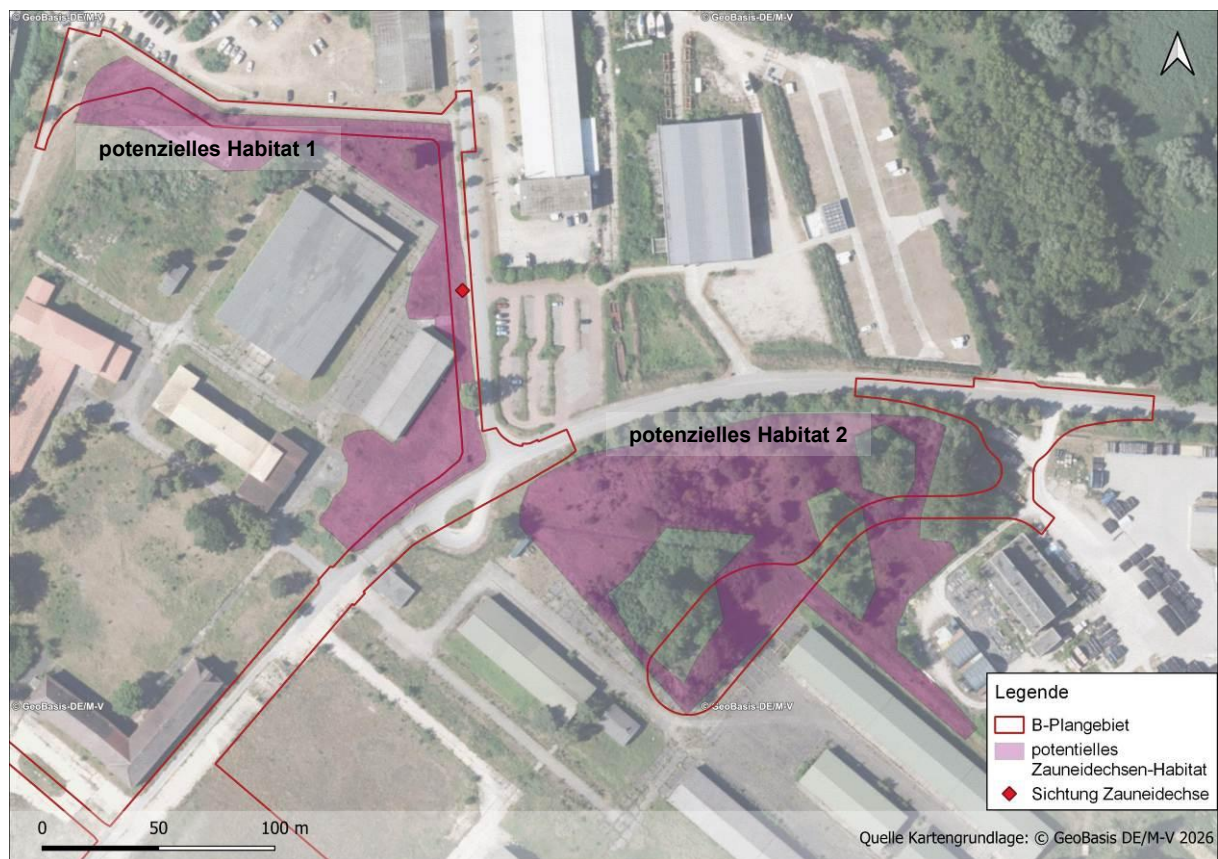 © GeoBasis-DE/M-V
© GeoBasis-DE/M-V
potenzielles Habitat 1
potenzielles Habitat 2
© GeoBasis-DE/M-V
© GeoBasis-DE/M-V
Legende
B-Plangebiet
potentielles
Zauneidechsen-Habitat
Sichtung Zauneidechse
0 50 100 m
Quelle Kartengrundlage: © GeoBasis DE/M-V 2026